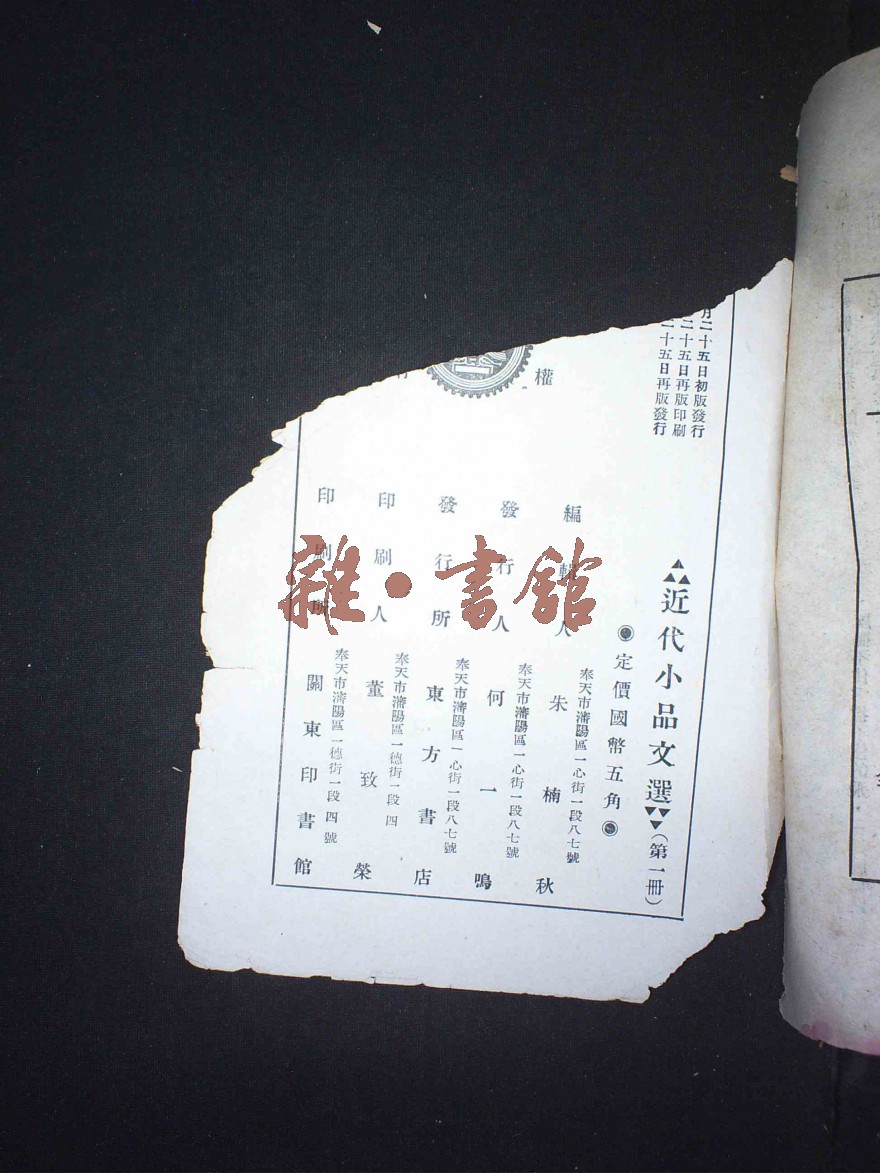 月二十五日初版發行
二十五日再版印刷
二十五日再版發行
權
近代小品文選(第一冊)
定價國幣五角
編輯人 奉天市瀋陽區一心街一段八七號 朱楠秋
發行人 奉天市瀋陽區一心街一段八七號 何一鳴
發行所 奉天市瀋陽區一心街一段八七號 東方書店
印刷人 奉天市瀋陽區一德街一段四 董致榮
印刷所 奉天市瀋陽區一德街一段四號 關東印書館
雜·書館